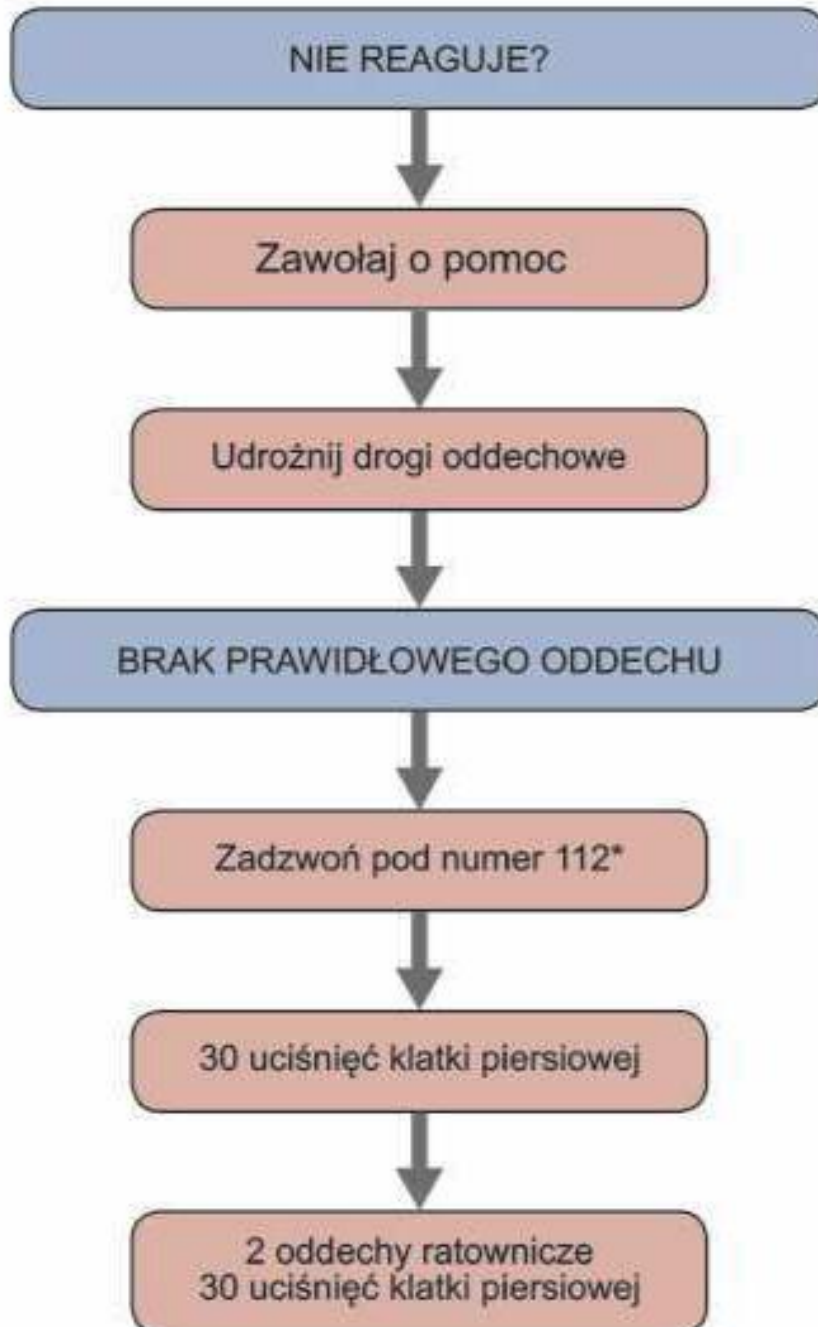 NIE REAGUJE?
Zawołaj o pomoc
Udrożnij drogi oddechowe
BRAK PRAWIDŁOWEGO ODDECHU
Zadzwoń pod numer 112*
30 uciśnięć klatki piersiowej
2 oddechy ratownicze
30 uciśnięć klatki piersiowej